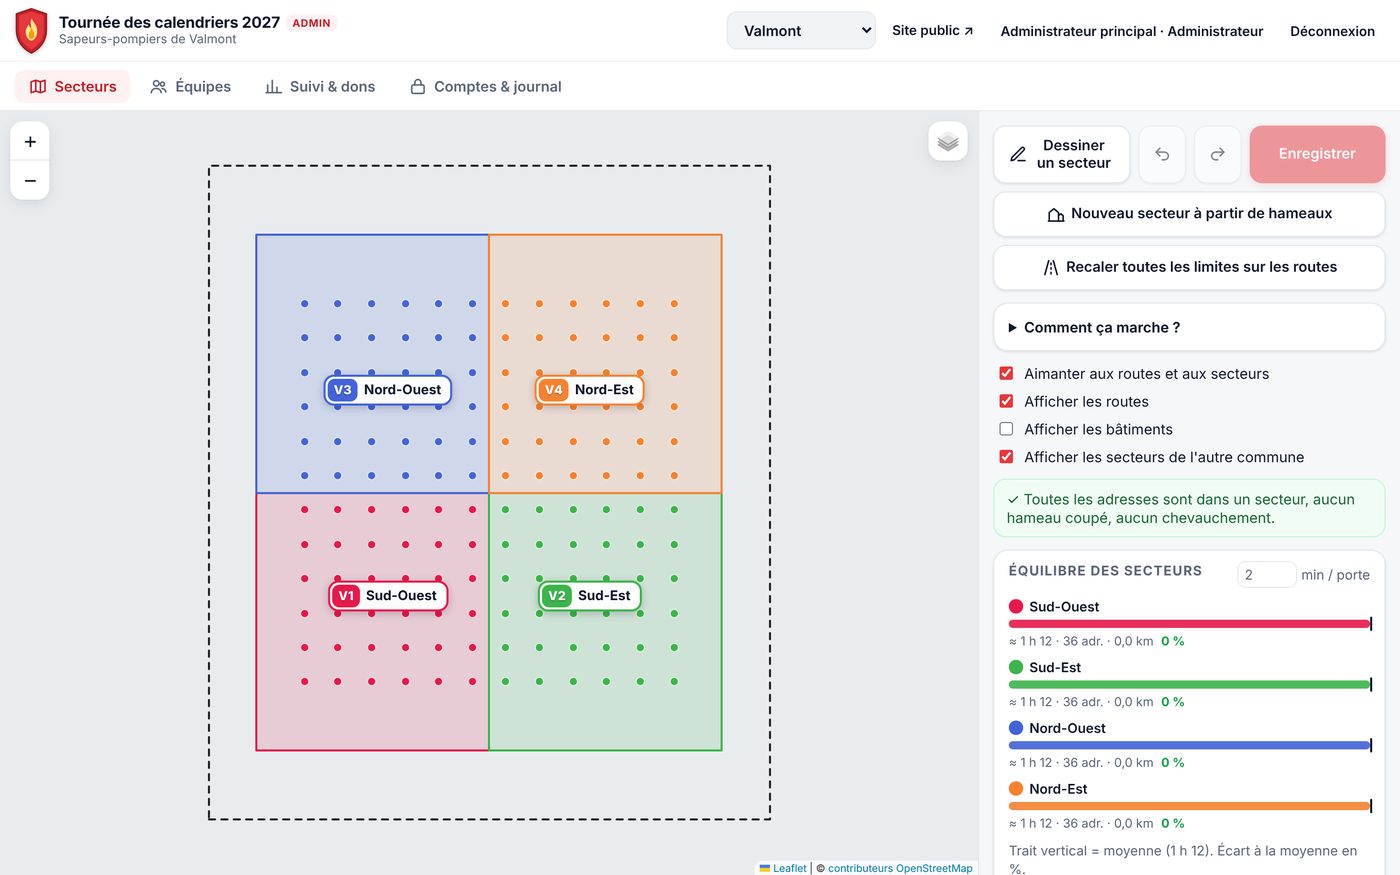 Tournée des calendriers 2027 ADMIN
Sapeurs-pompiers de Valmont
Valmont
Site public ↗
Administrateur principal · Administrateur
Déconnexion
Secteurs
Équipes
Suivi & dons
Comptes & journal
+
−
V3 Nord-Ouest
V4 Nord-Est
V1 Sud-Ouest
V2 Sud-Est
Leaflet | © contributeurs OpenStreetMap
Dessiner
un secteur
Enregistrer
Nouveau secteur à partir de hameaux
Recaler toutes les limites sur les routes
▶ Comment ça marche ?
Aimanter aux routes et aux secteurs
Afficher les routes
Afficher les bâtiments
Afficher les secteurs de l'autre commune
✓ Toutes les adresses sont dans un secteur, aucun
hameau coupé, aucun chevauchement.
ÉQUILIBRE DES SECTEURS
2 min / porte
Sud-Ouest
≈ 1 h 12 · 36 adr. · 0,0 km 0 %
Sud-Est
≈ 1 h 12 · 36 adr. · 0,0 km 0 %
Nord-Ouest
≈ 1 h 12 · 36 adr. · 0,0 km 0 %
Nord-Est
≈ 1 h 12 · 36 adr. · 0,0 km 0 %
Trait vertical = moyenne (1 h 12). Écart à la moyenne en
%.